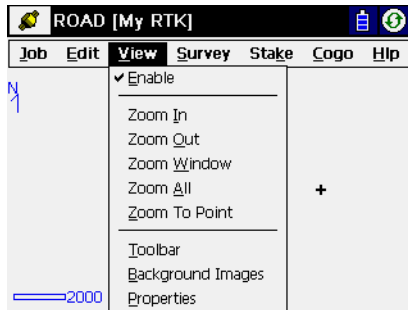 ROAD [My RTK]
Job Edit View Survey Stake Cogo Hlp
N
Enable
Zoom In
Zoom Out
Zoom Window
Zoom All
Zoom To Point
Toolbar
Background Images
2000 Properties